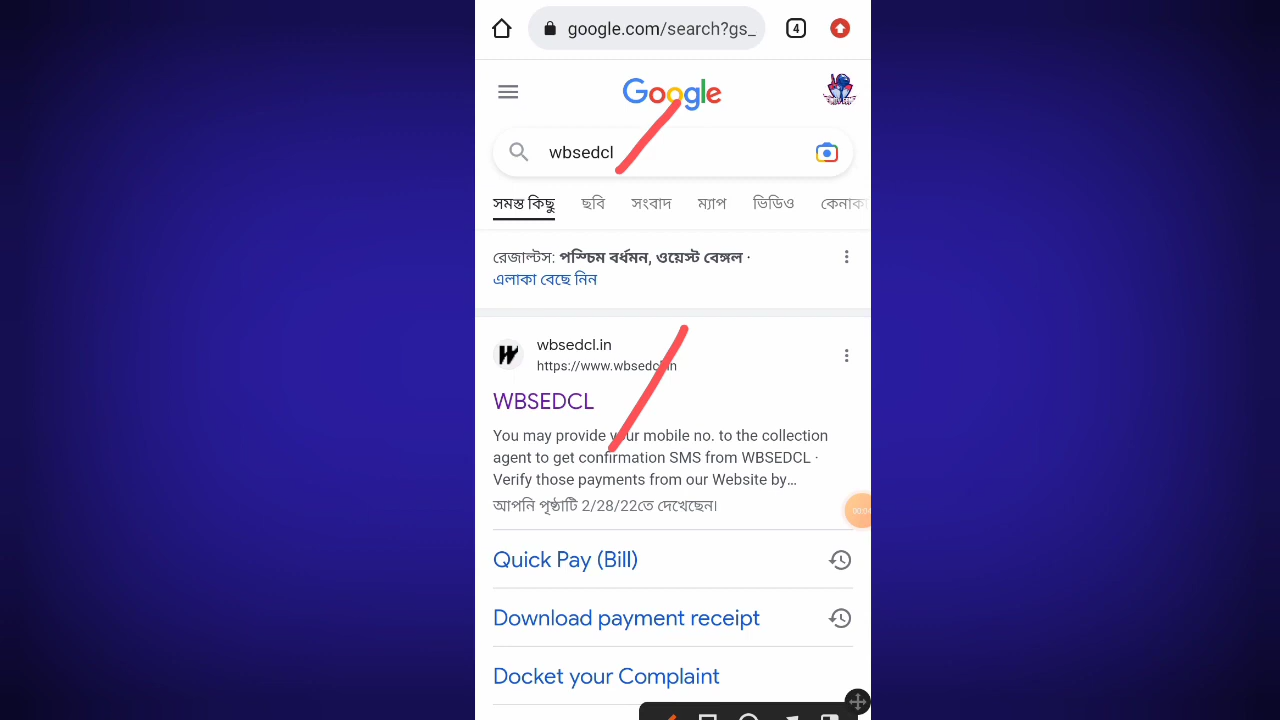 google.com/search?gs_
4
Google
wbsedcl
সমস্ত কিছু ছবি সংবাদ ম্যাপ ভিডিও
রেজাল্টস: পশ্চিম বর্ধমন, ওয়েস্ট বেঙ্গল ·
এলাকা বেছে নিন
wbsedcl.in
https://www.wbsedcl.in
WBSEDCL
You may provide your mobile no. to the collection
agent to get confirmation SMS from WBSEDCL ·
Verify those payments from our Website by...
আপনি পৃষ্ঠাটি 2/28/22তে দেখেছেন।
Quick Pay (Bill)
Download payment receipt
Docket your Complaint